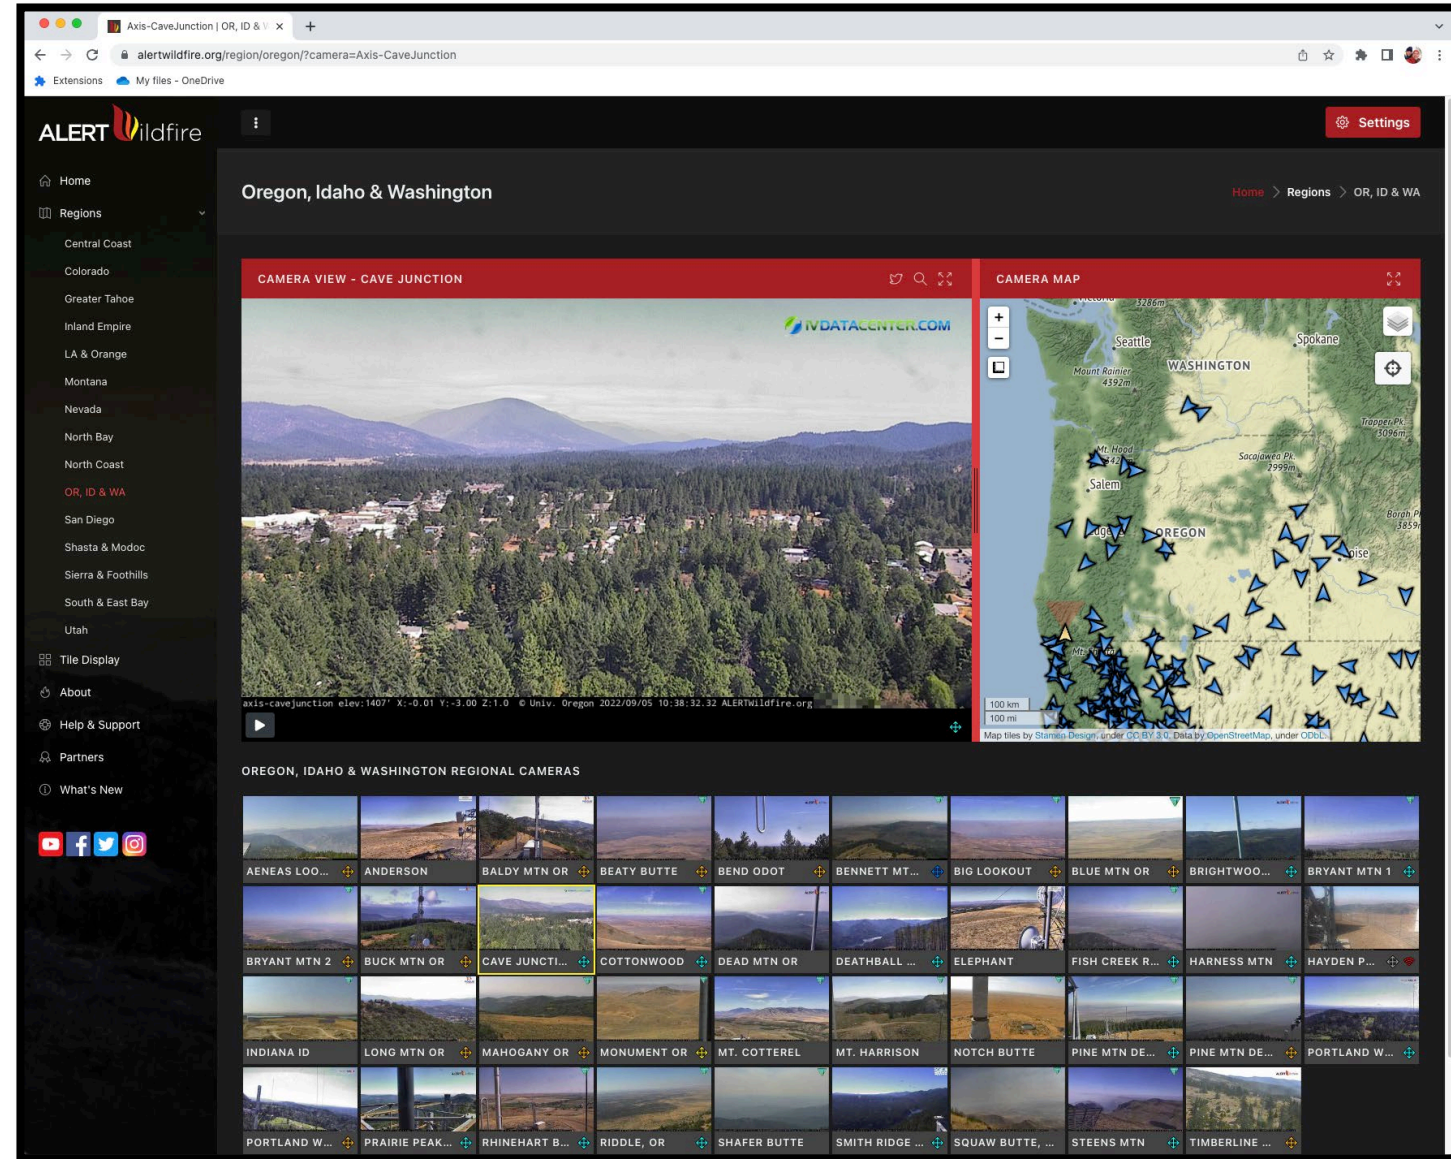 Axis-CaveJunction | OR, ID & V
alertwildfire.org/region/oregon/?camera=Axis-CaveJunction
Extensions
My files - OneDrive
ALERT Wildfire
Settings
Home
Regions
Central Coast
Colorado
Greater Tahoe
Inland Empire
LA & Orange
Montana
Nevada
North Bay
North Coast
OR, ID & WA
San Diego
Shasta & Modoc
Sierra & Foothills
South & East Bay
Utah
Tile Display
About
Help & Support
Partners
What's New
Oregon, Idaho & Washington
Home > Regions > OR, ID & WA
CAMERA VIEW - CAVE JUNCTION
IVDATACENTER.COM
axis-cavejunction elev:1407' X:-0.01 Y:-3.00 Z:1.0 © Univ. Oregon 2022/09/05 10:38:32.32 ALERTWildfire.org
CAMERA MAP
+
−
3286m
Seattle
Spokane
Mount Rainier
4392m
WASHINGTON
Trapper Pk.
3096m
Mt. Hood
Sacajawea Pk.
2999m
Salem
Borah P
3859
OREGON
100 km
100 mi
Map tiles by Stamen Design, under CC BY 3.0. Data by OpenStreetMap, under ODbL.
OREGON, IDAHO & WASHINGTON REGIONAL CAMERAS
AENEAS LOO... ANDERSON BALDY MTN OR BEATY BUTTE BEND ODOT BENNETT MT... BIG LOOKOUT BLUE MTN OR BRIGHTWOO... BRYANT MTN 1
BRYANT MTN 2 BUCK MTN OR CAVE JUNCTI... COTTONWOOD DEAD MTN OR DEATHBALL ... ELEPHANT FISH CREEK R... HARNESS MTN HAYDEN P...
INDIANA ID LONG MTN OR MAHOGANY OR MONUMENT OR MT. COTTEREL MT. HARRISON NOTCH BUTTE PINE MTN DE... PINE MTN DE... PORTLAND W...
PORTLAND W... PRAIRIE PEAK... RHINEHART B... RIDDLE, OR SHAFER BUTTE SMITH RIDGE ... SQUAW BUTTE, ... STEENS MTN TIMBERLINE ...